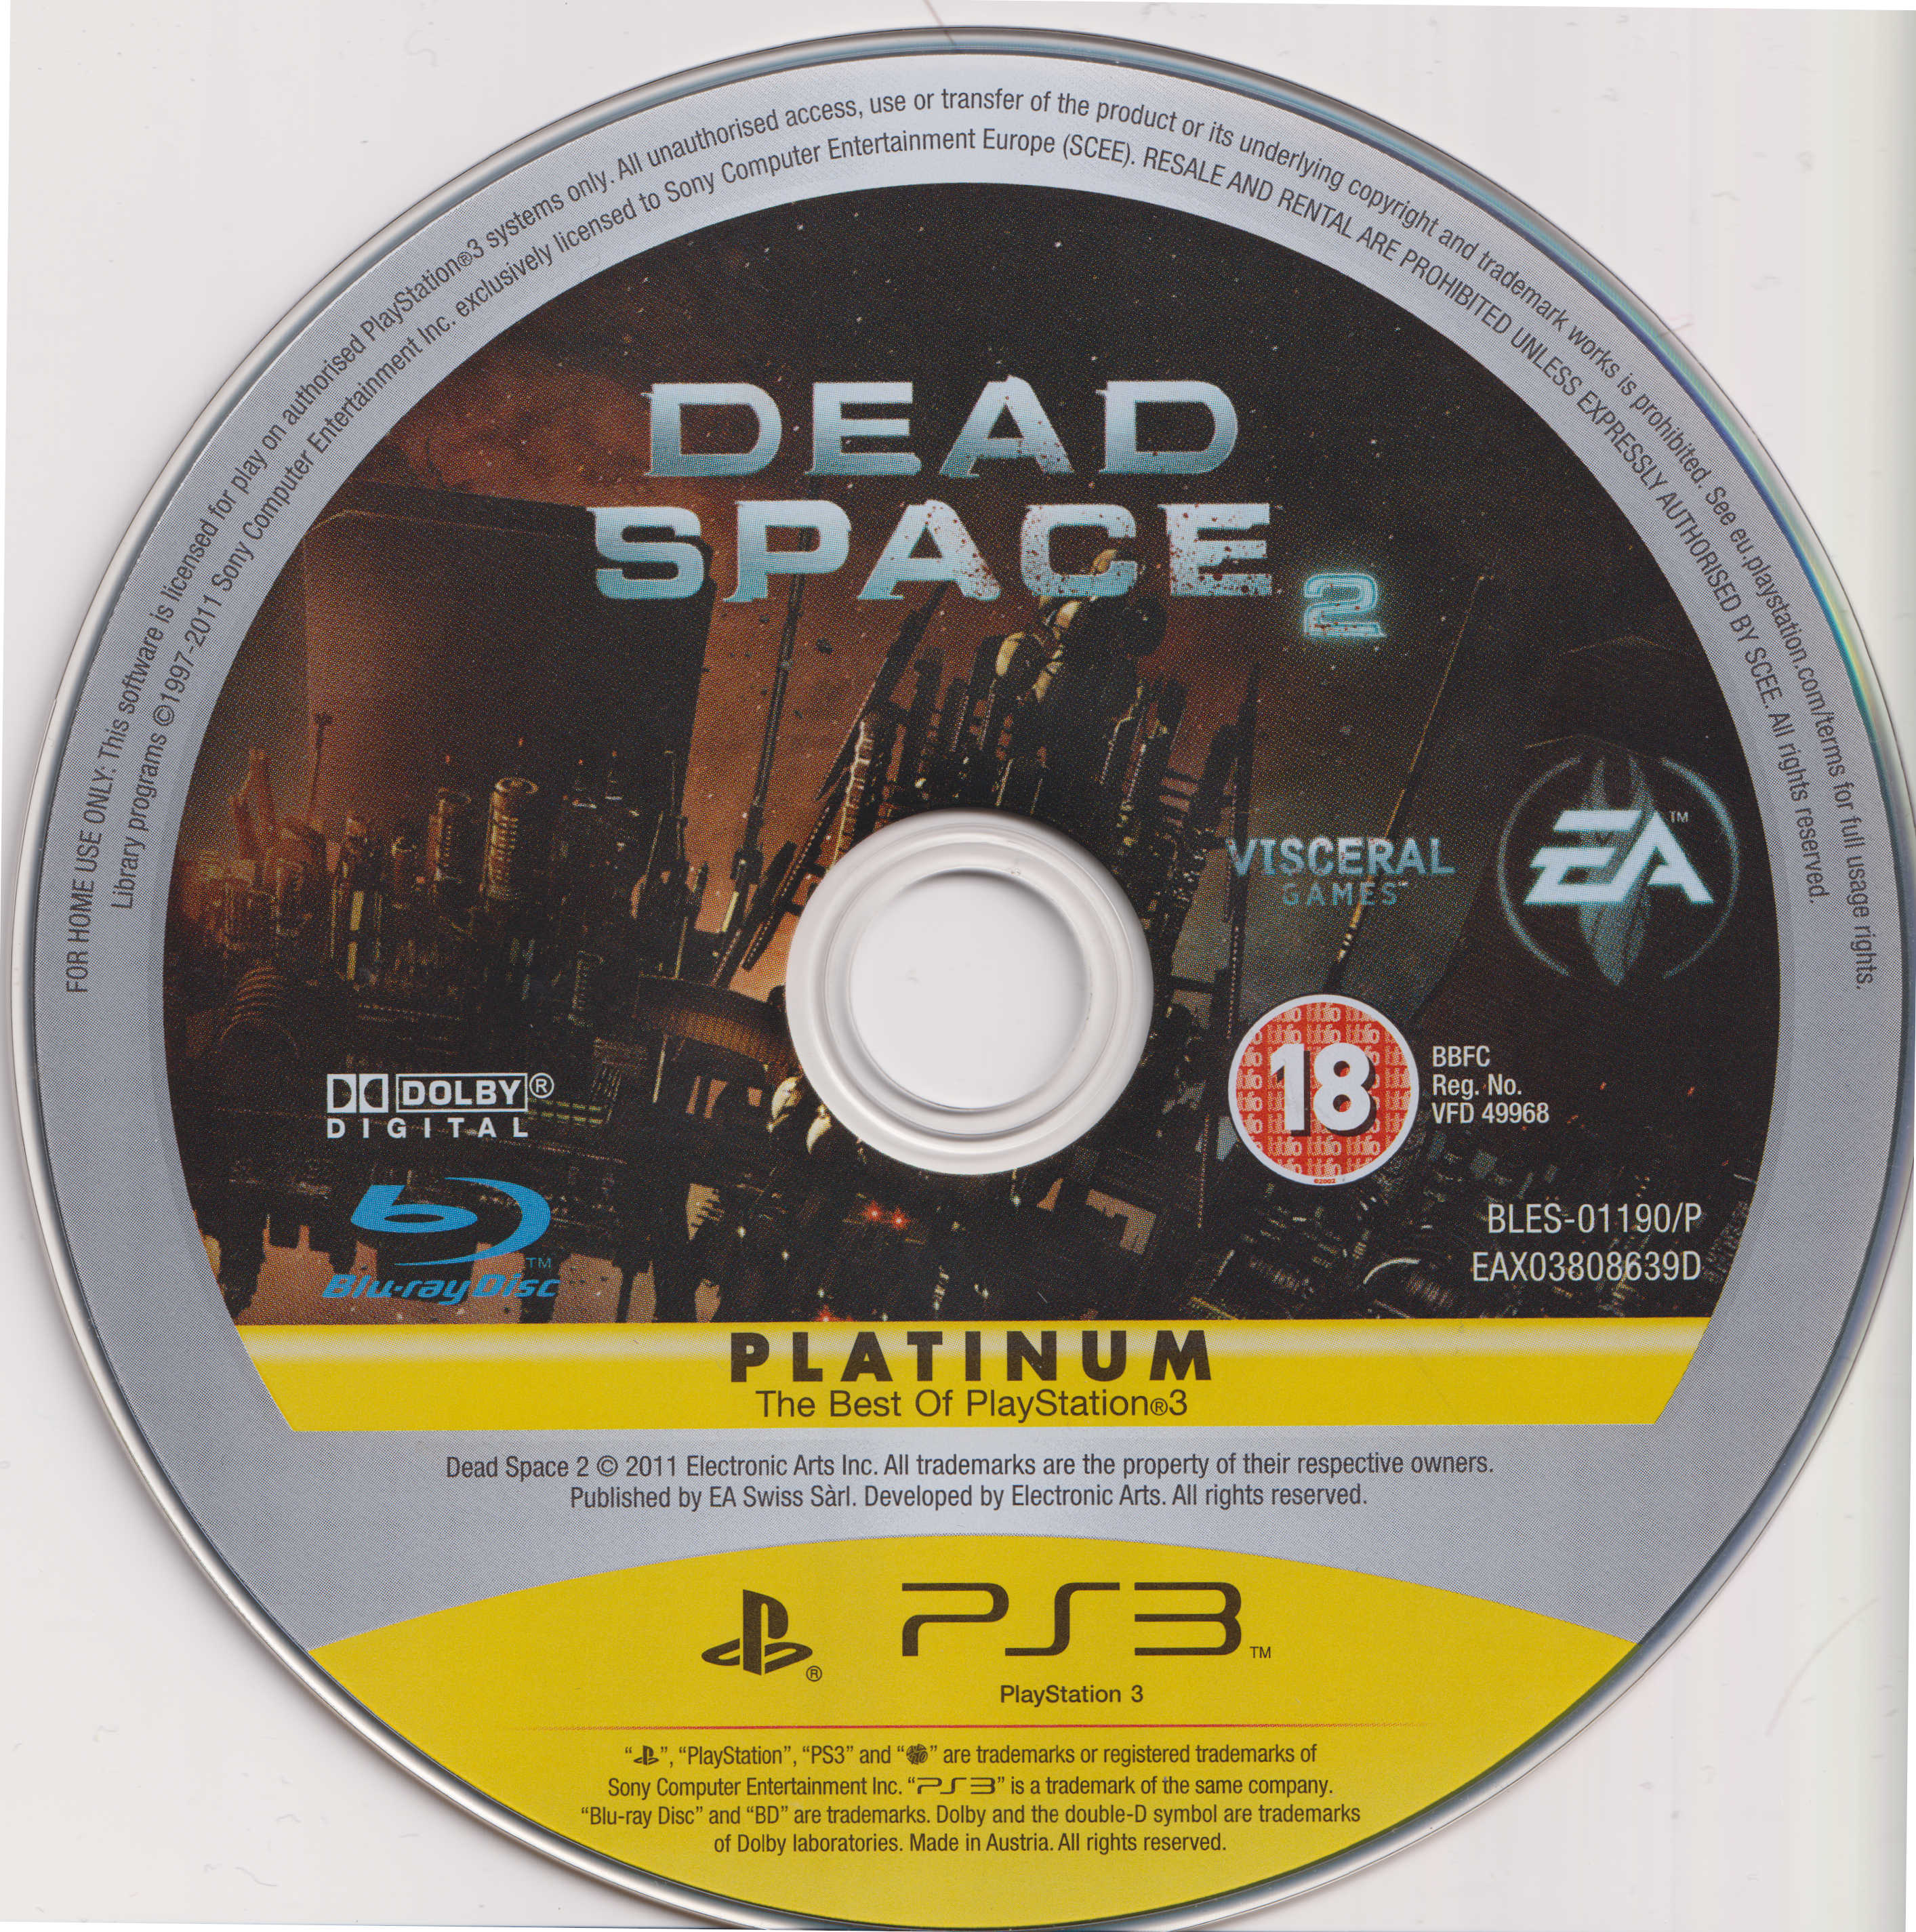 FOR HOME USE ONLY: This software is licensed for play on authorised PlayStation®3 systems only. All unauthorised access, use or transfer of the product or its underlying copyright and trademark works is prohibited. See eu.playstation.com/terms for full usage rights.
Library programs ©1997-2011 Sony Computer Entertainment Inc. exclusively licensed to Sony Computer Entertainment Europe (SCEE). RESALE AND RENTAL ARE PROHIBITED UNLESS EXPRESSLY AUTHORISED BY SCEE. All rights reserved.
DEAD
SPACE 2
VISCERAL
GAMES™
EA™
DOLBY®
DIGITAL
18
©2002
BBFC
Reg. No.
VFD 49968
Blu-ray Disc™
BLES-01190/P
EAX03808639D
PLATINUM
The Best Of PlayStation®3
Dead Space 2 © 2011 Electronic Arts Inc. All trademarks are the property of their respective owners.
Published by EA Swiss Sàrl. Developed by Electronic Arts. All rights reserved.
® PS3™
PlayStation 3
“ ”, “PlayStation”, “PS3” and “ ” are trademarks or registered trademarks of
Sony Computer Entertainment Inc. “PS3” is a trademark of the same company.
“Blu-ray Disc” and “BD” are trademarks. Dolby and the double-D symbol are trademarks
of Dolby laboratories. Made in Austria. All rights reserved.